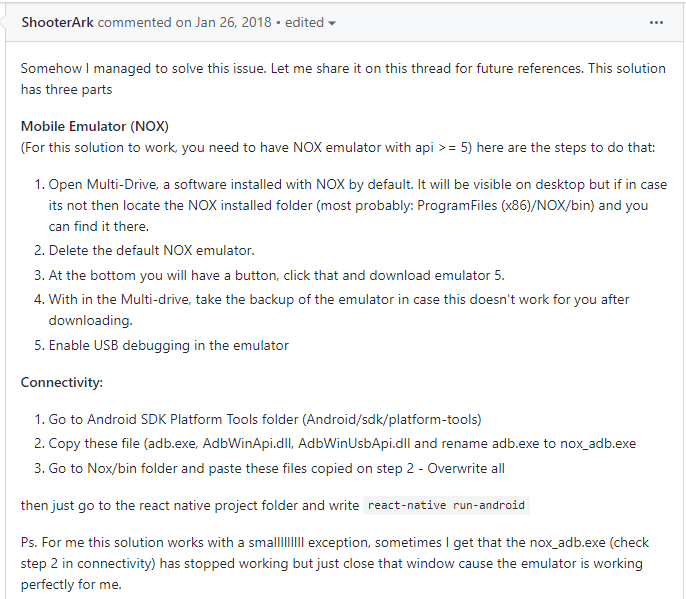 ShooterArk commented on Jan 26, 2018 • edited
Somehow I managed to solve this issue. Let me share it on this thread for future references. This solution
has three parts
Mobile Emulator (NOX)
(For this solution to work, you need to have NOX emulator with api >= 5) here are the steps to do that:
1. Open Multi-Drive, a software installed with NOX by default. It will be visible on desktop but if in case
its not then locate the NOX installed folder (most probably: ProgramFiles (x86)/NOX/bin) and you
can find it there.
2. Delete the default NOX emulator.
3. At the bottom you will have a button, click that and download emulator 5.
4. With in the Multi-drive, take the backup of the emulator in case this doesn't work for you after
downloading.
5. Enable USB debugging in the emulator
Connectivity:
1. Go to Android SDK Platform Tools folder (Android/sdk/platform-tools)
2. Copy these file (adb.exe, AdbWinApi.dll, AdbWinUsbApi.dll and rename adb.exe to nox_adb.exe
3. Go to Nox/bin folder and paste these files copied on step 2 - Overwrite all
then just go to the react native project folder and write react-native run-android
Ps. For me this solution works with a smallllllllll exception, sometimes I get that the nox_adb.exe (check
step 2 in connectivity) has stopped working but just close that window cause the emulator is working
perfectly for me.